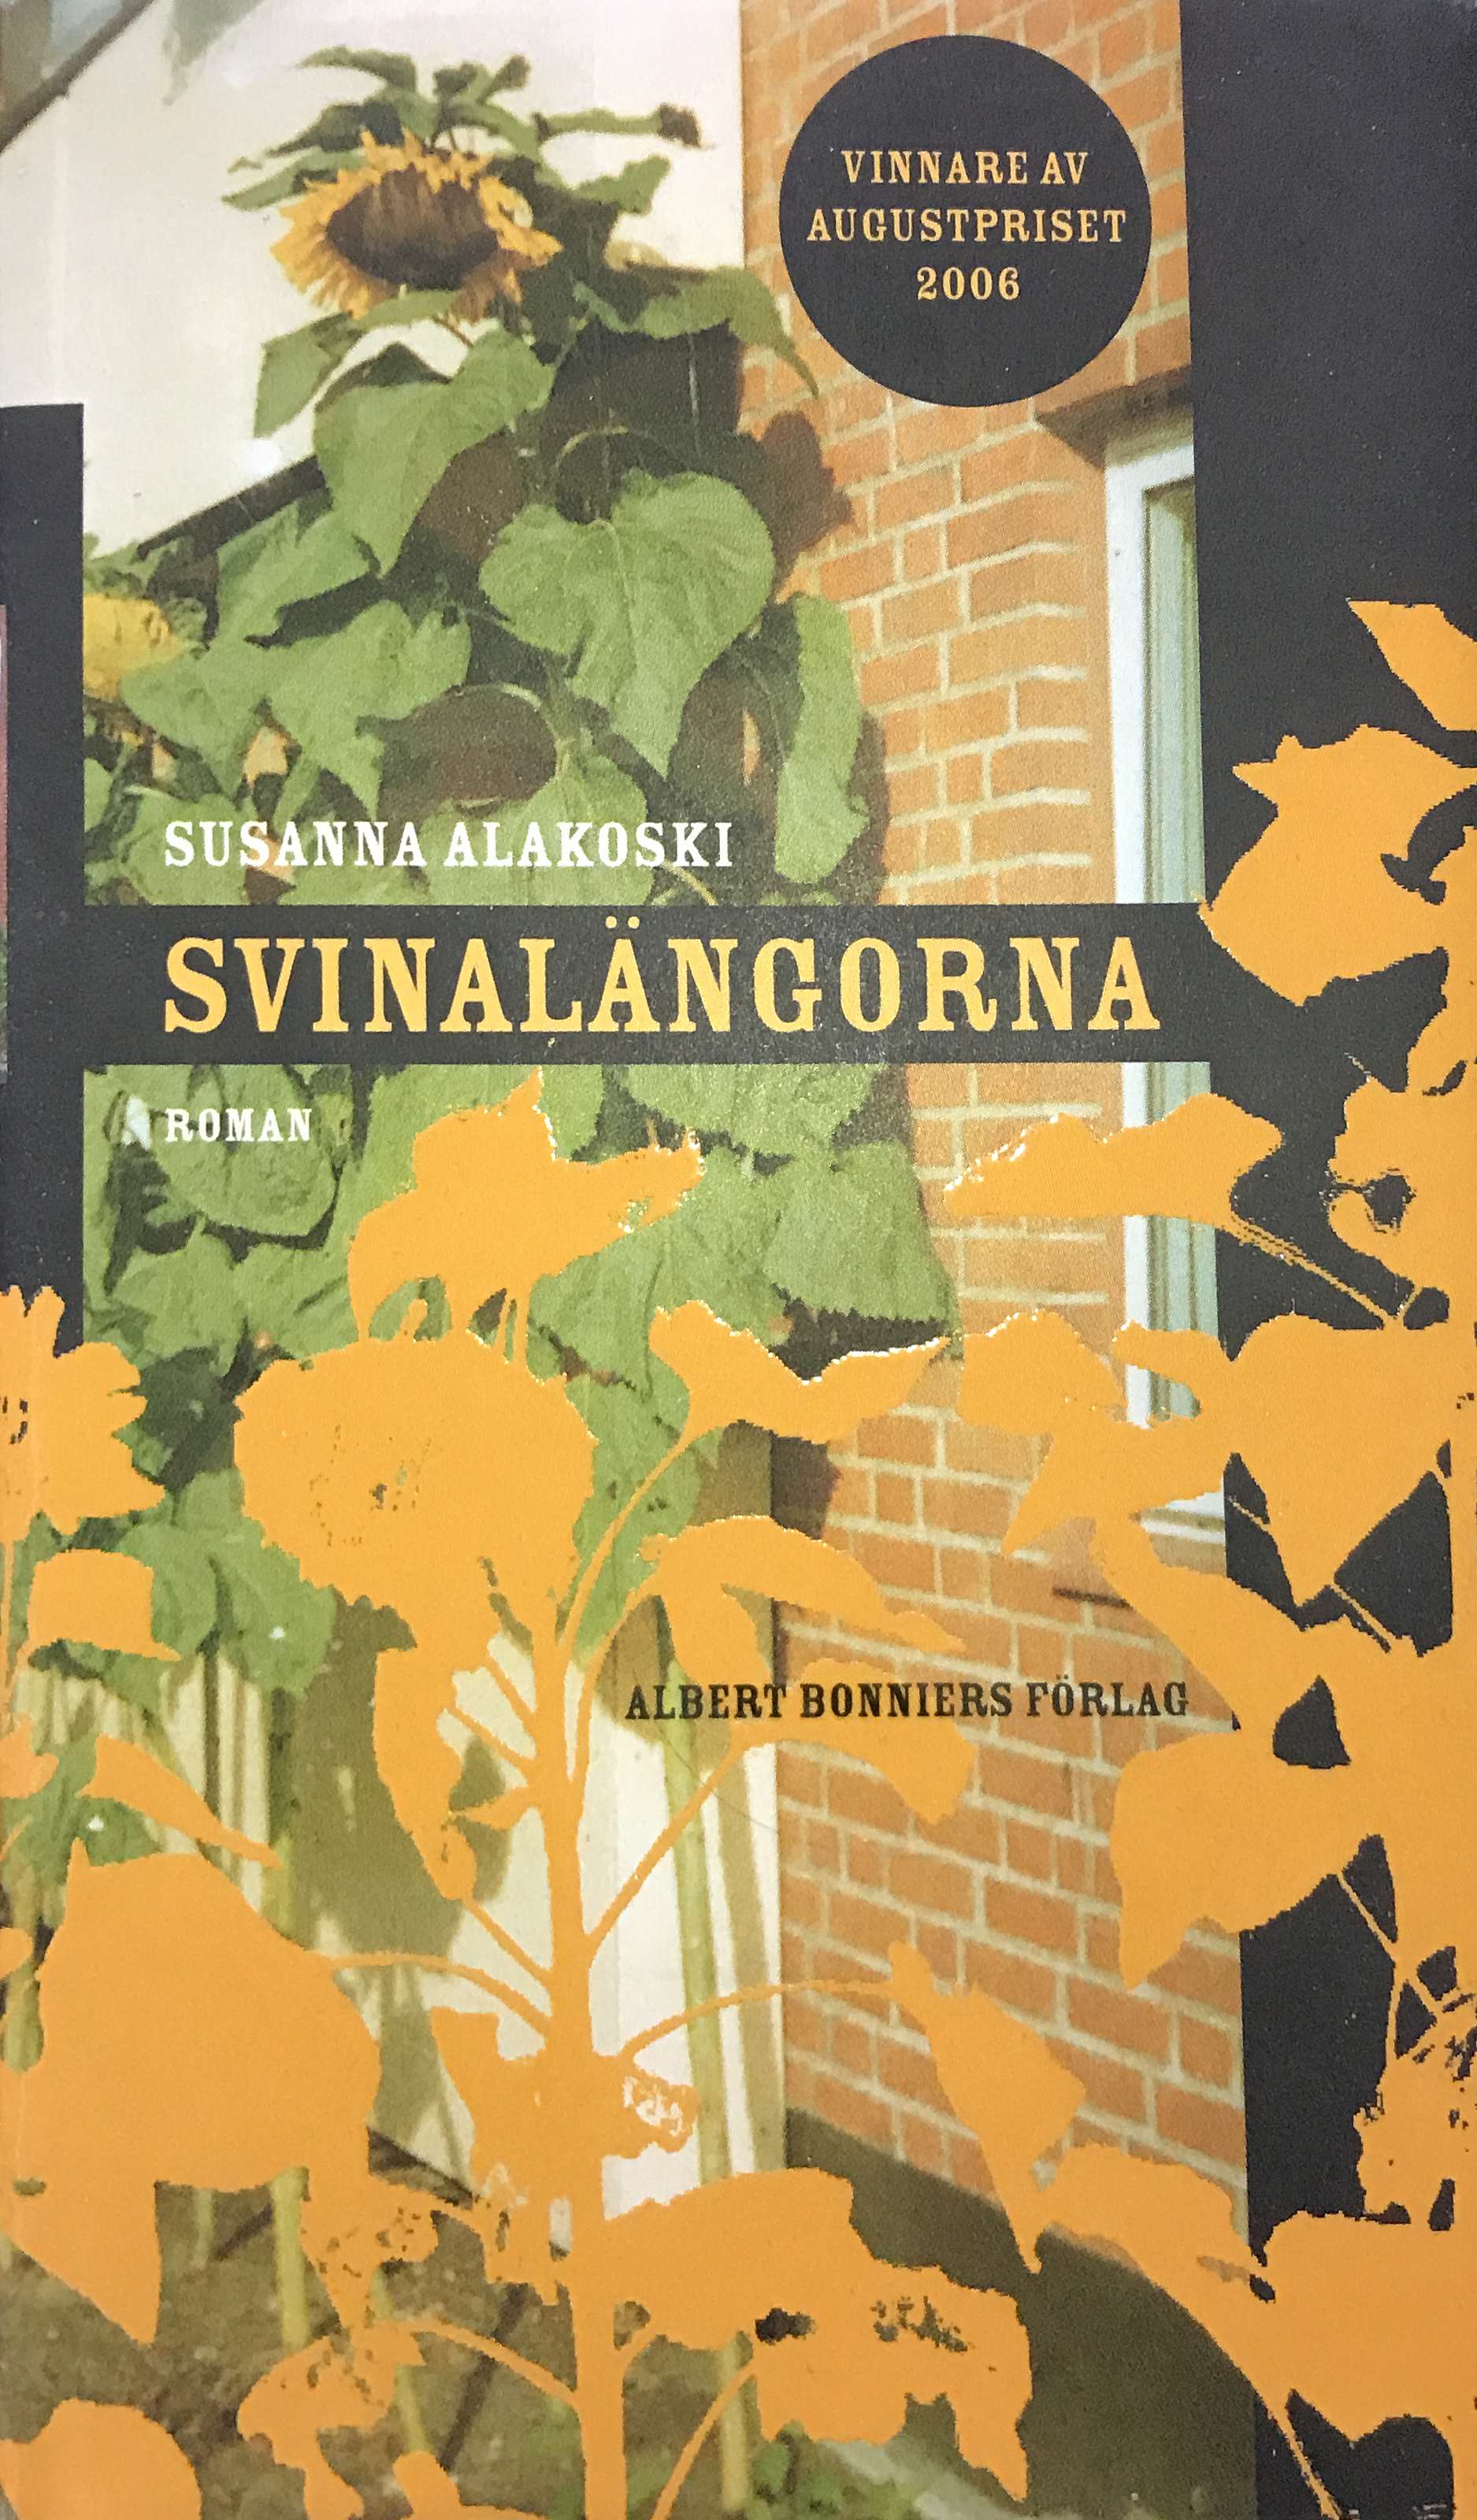 VINNARE AV
AUGUSTPRISET
2006
SUSANNA ALAKOSKI
SVINALÄNGORNA
ROMAN
ALBERT BONNIERS FÖRLAG